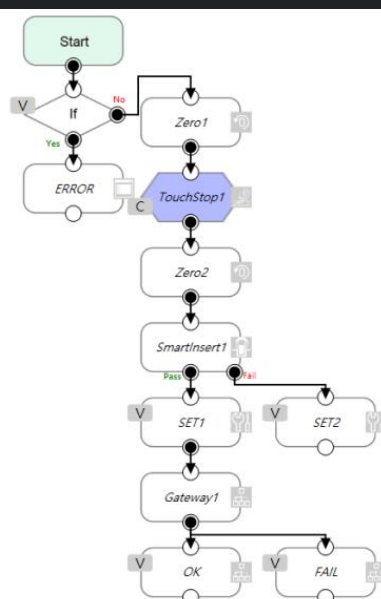 Start
V
If
No
Yes
Zero1
ERROR
C
TouchStop1
Zero2
SmartInsert1
Pass
Fail
V
SET1
V
SET2
Gateway1
V
OK
V
FAIL